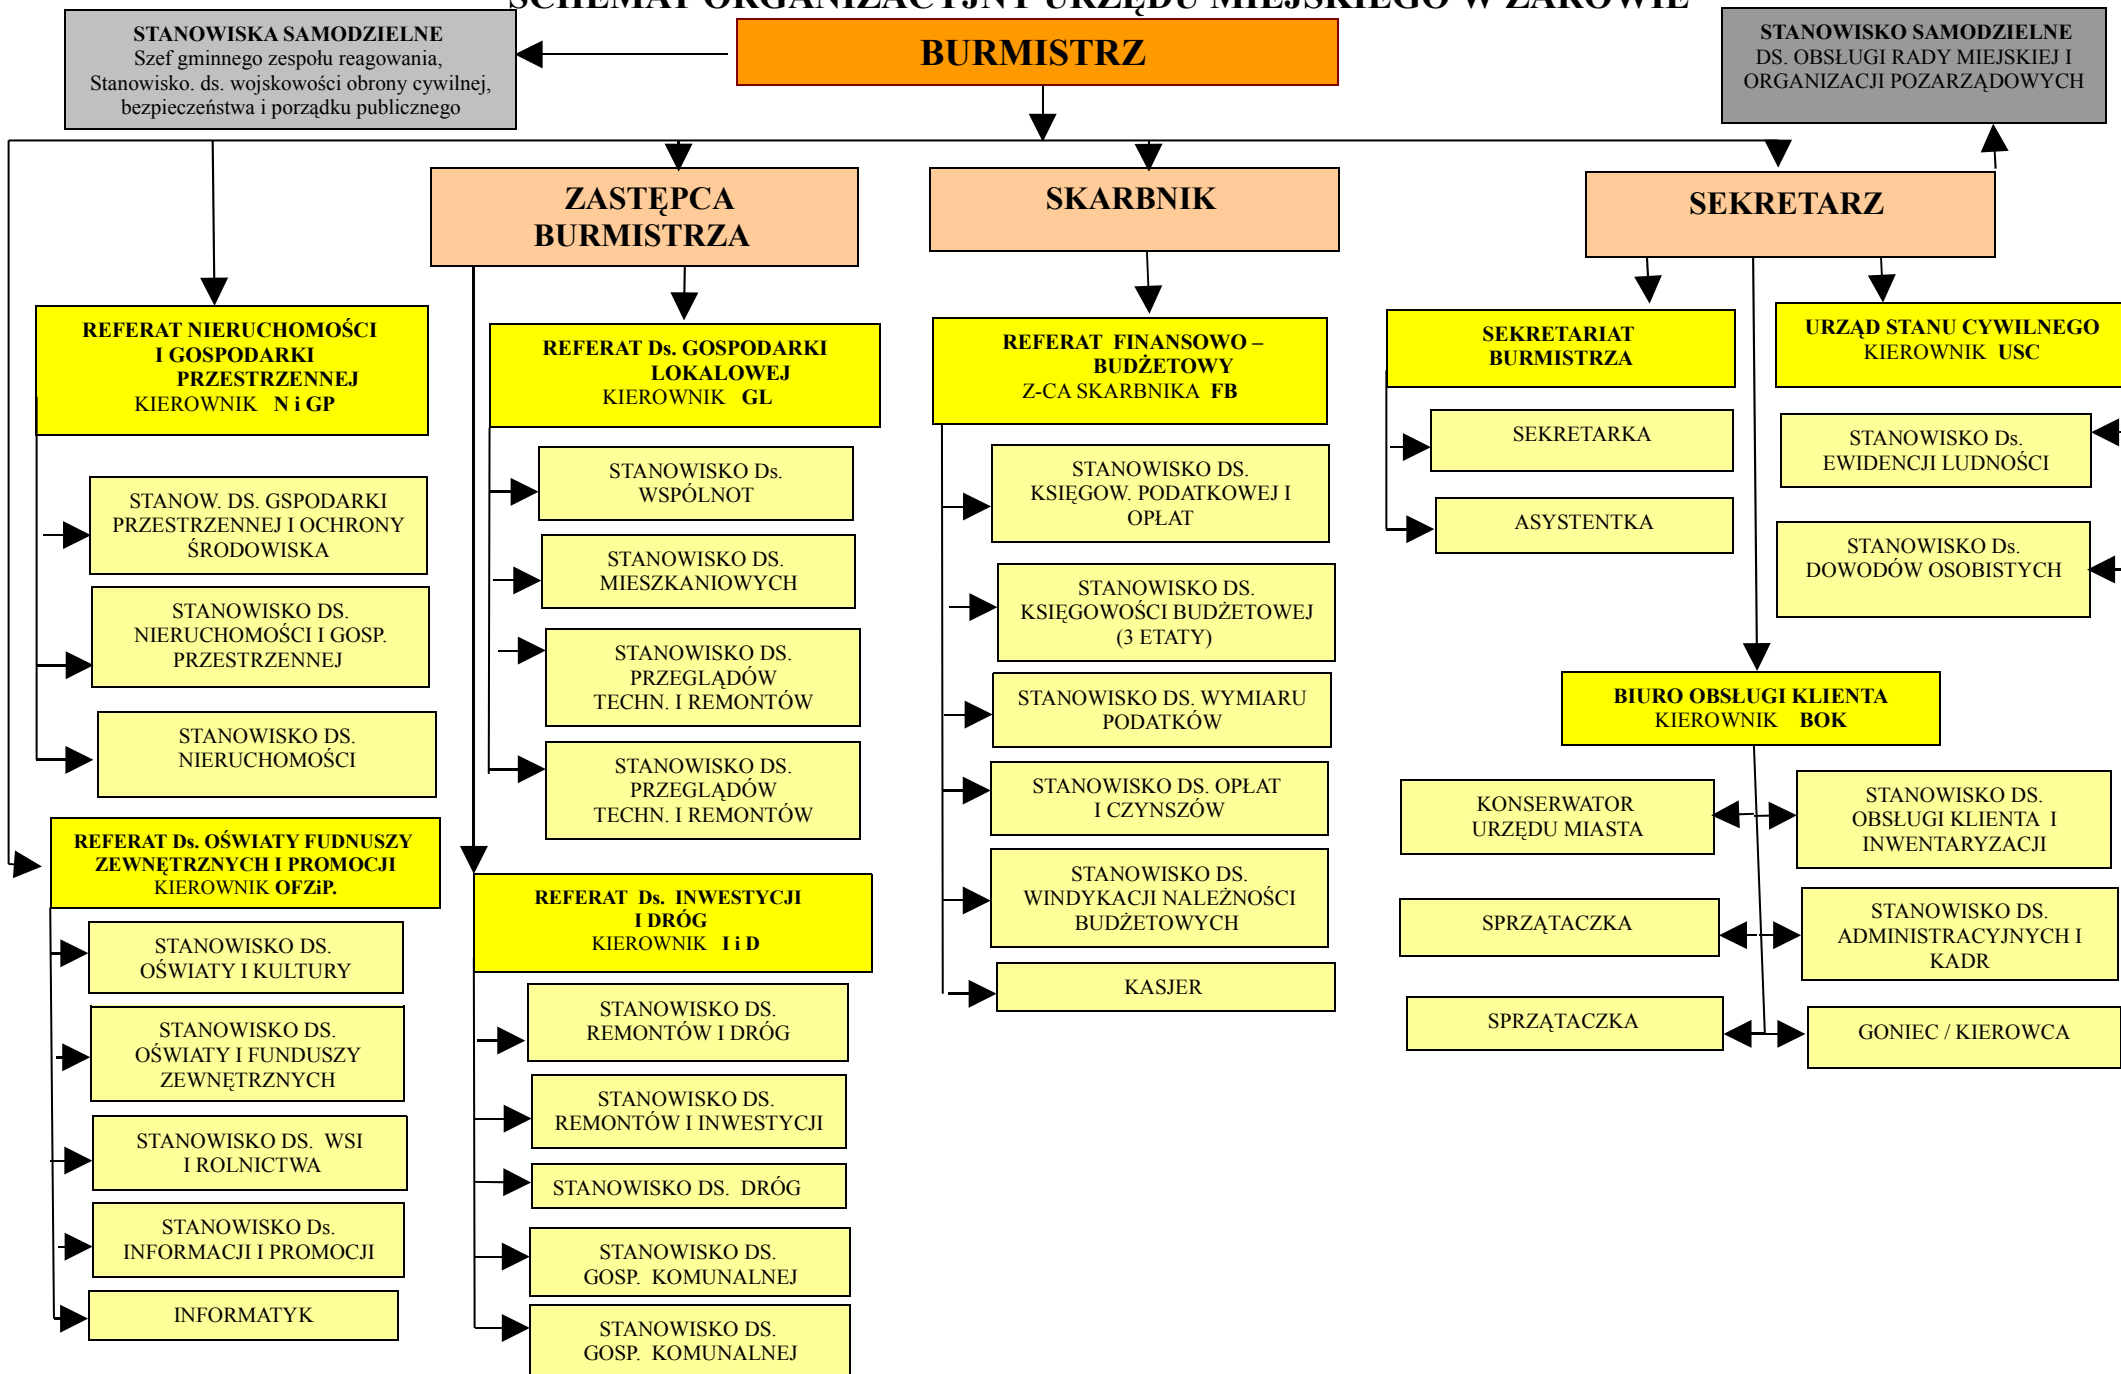 SCHEMAT ORGANIZACYJNY URZĘDU MIEJSKIEGO W ŻAROWIE
STANOWISKA SAMODZIELNE
Szef gminnego zespołu reagowania,
Stanowisko. ds. wojskowości obrony cywilnej,
bezpieczeństwa i porządku publicznego
BURMISTRZ
STANOWISKO SAMODZIELNE
DS. OBSŁUGI RADY MIEJSKIEJ I
ORGANIZACJI POZARZĄDOWYCH
ZASTĘPCA
BURMISTRZA
SKARBNIK
SEKRETARZ
REFERAT NIERUCHOMOŚCI
I GOSPODARKI
PRZESTRZENNEJ
KIEROWNIK N i GP
STANOW. DS. GSPODARKI
PRZESTRZENNEJ I OCHRONY
ŚRODOWISKA
STANOWISKO DS.
NIERUCHOMOŚCI I GOSP.
PRZESTRZENNEJ
STANOWISKO DS.
NIERUCHOMOŚCI
REFERAT Ds. OŚWIATY FUDNUSZY
ZEWNĘTRZNYCH I PROMOCJI
KIEROWNIK OFZiP.
STANOWISKO DS.
OŚWIATY I KULTURY
STANOWISKO DS.
OŚWIATY I FUNDUSZY
ZEWNĘTRZNYCH
STANOWISKO DS. WSI
I ROLNICTWA
STANOWISKO Ds.
INFORMACJI I PROMOCJI
INFORMATYK
REFERAT Ds. GOSPODARKI
LOKALOWEJ
KIEROWNIK GL
STANOWISKO Ds.
WSPÓLNOT
STANOWISKO DS.
MIESZKANIOWYCH
STANOWISKO DS.
PRZEGLĄDÓW
TECHN. I REMONTÓW
STANOWISKO DS.
PRZEGLĄDÓW
TECHN. I REMONTÓW
REFERAT Ds. INWESTYCJI
I DRÓG
KIEROWNIK I i D
STANOWISKO DS.
REMONTÓW I DRÓG
STANOWISKO DS.
REMONTÓW I INWESTYCJI
STANOWISKO DS. DRÓG
STANOWISKO DS.
GOSP. KOMUNALNEJ
STANOWISKO DS.
GOSP. KOMUNALNEJ
REFERAT FINANSOWO –
BUDŻETOWY
Z-CA SKARBNIKA FB
STANOWISKO DS.
KSIĘGOW. PODATKOWEJ I
OPŁAT
STANOWISKO DS.
KSIĘGOWOŚCI BUDŻETOWEJ
(3 ETATY)
STANOWISKO DS. WYMIARU
PODATKÓW
STANOWISKO DS. OPŁAT
I CZYNSZÓW
STANOWISKO DS.
WINDYKACJI NALEŻNOŚCI
BUDŻETOWYCH
KASJER
SEKRETARIAT
BURMISTRZA
SEKRETARKA
ASYSTENTKA
URZĄD STANU CYWILNEGO
KIEROWNIK USC
STANOWISKO Ds.
EWIDENCJI LUDNOŚCI
STANOWISKO Ds.
DOWODÓW OSOBISTYCH
BIURO OBSŁUGI KLIENTA
KIEROWNIK BOK
KONSERWATOR
URZĘDU MIASTA
SPRZĄTACZKA
SPRZĄTACZKA
STANOWISKO DS.
OBSŁUGI KLIENTA I
INWENTARYZACJI
STANOWISKO DS.
ADMINISTRACYJNYCH I
KADR
GONIEC / KIEROWCA